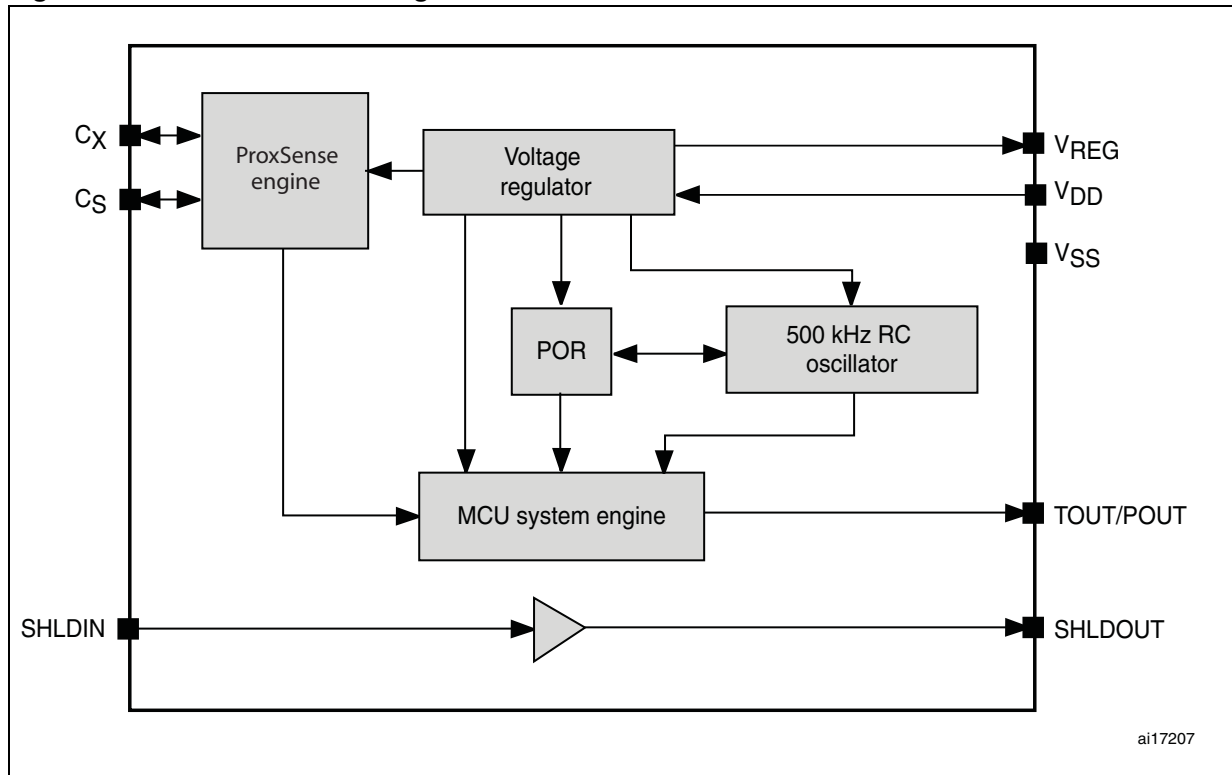 CX
CS
ProxSense
engine
Voltage
regulator
VREG
VDD
VSS
POR
500 kHz RC
oscillator
MCU system engine
TOUT/POUT
SHLDIN
SHLDOUT
ai17207